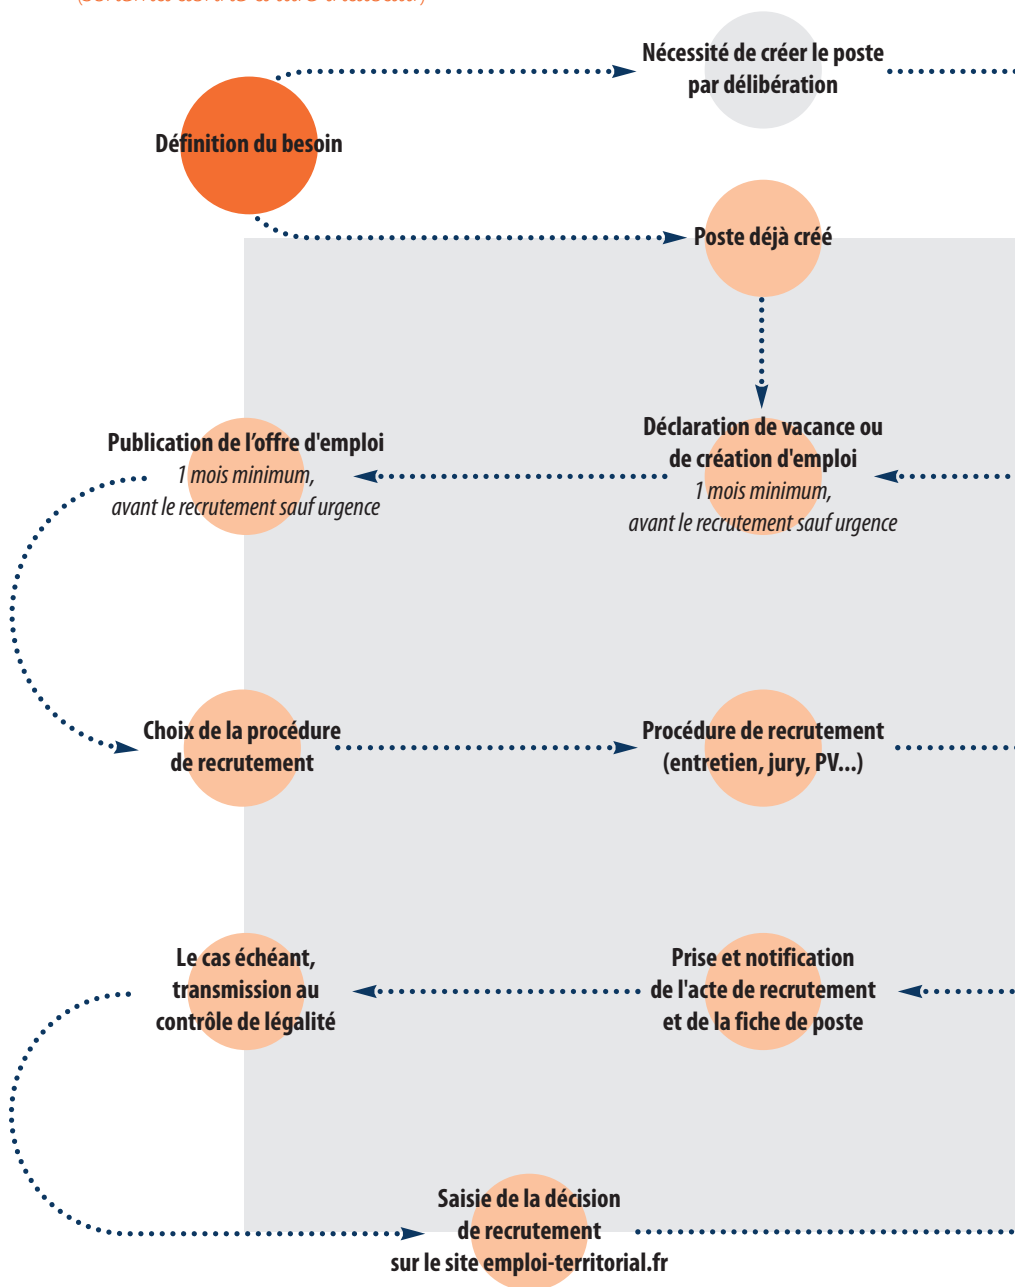 Nécessité de créer le poste
par délibération
Définition du besoin
Poste déjà créé
Déclaration de vacance ou
de création d'emploi
1 mois minimum,
avant le recrutement sauf urgence
Publication de l’offre d'emploi
1 mois minimum,
avant le recrutement sauf urgence
Choix de la procédure
de recrutement
Procédure de recrutement
(entretien, jury, PV...)
Prise et notification
de l'acte de recrutement
et de la fiche de poste
Le cas échéant,
transmission au
contrôle de légalité
Saisie de la décision
de recrutement
sur le site emploi-territorial.fr